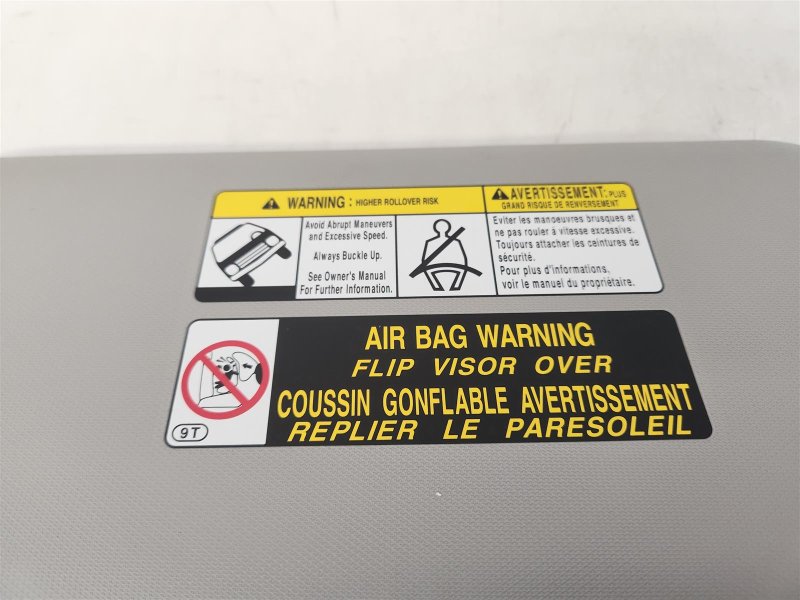 WARNING : HIGHER ROLLOVER RISK
Avoid Abrupt Maneuvers
and Excessive Speed.
Always Buckle Up.
See Owner's Manual
For Further Information.
AVERTISSEMENT: PLUS
GRAND RISQUE DE RENVERSEMENT
Eviter les manoeuvres brusques et
ne pas rouler à vitesse excessive.
Toujours attacher les ceintures de
sécurité.
Pour plus d'informations,
voir le manuel du propriétaire.
AIR BAG WARNING
FLIP VISOR OVER
COUSSIN GONFLABLE AVERTISSEMENT
REPLIER LE PARESOLEIL
9T